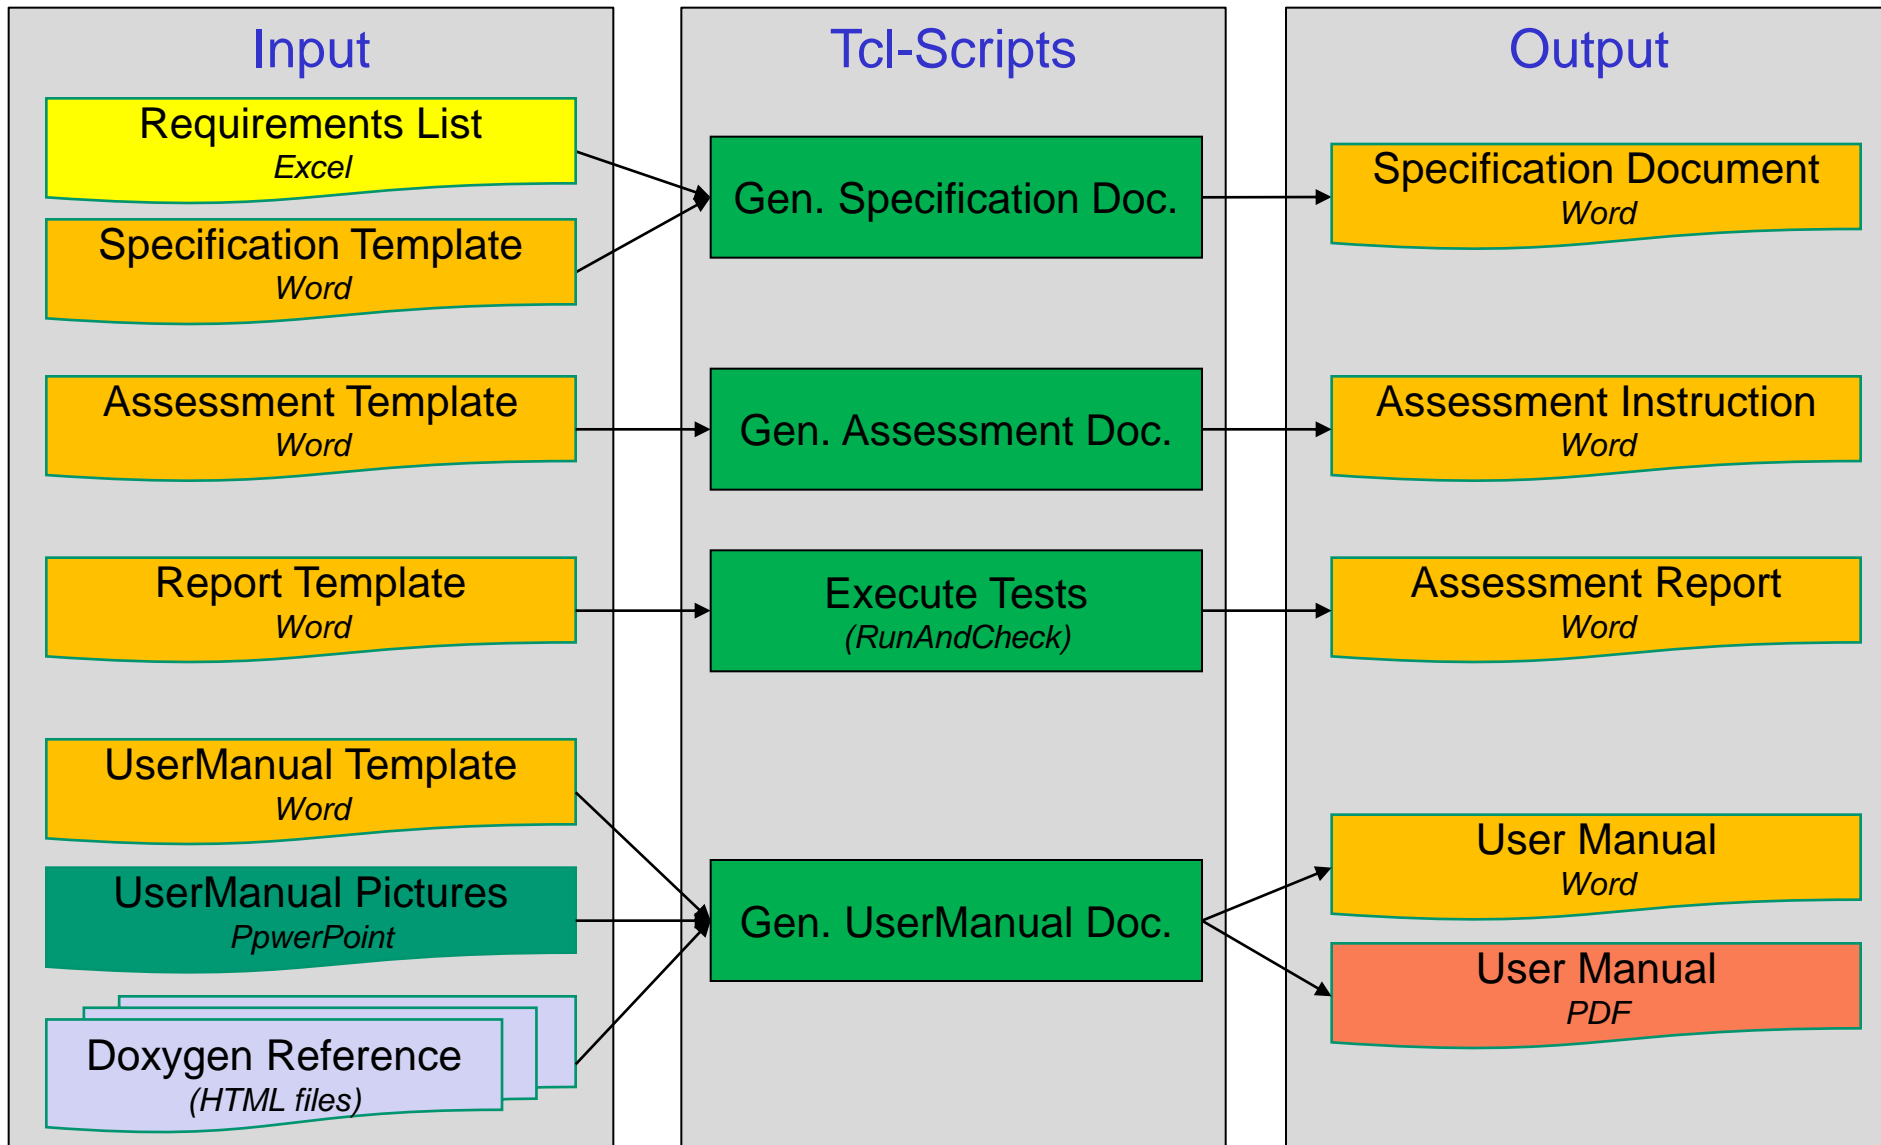 Input
Requirements List
Excel
Specification Template
Word
Assessment Template
Word
Report Template
Word
UserManual Template
Word
UserManual Pictures
PpwerPoint
Doxygen Reference
(HTML files)
Tcl-Scripts
Gen. Specification Doc.
Gen. Assessment Doc.
Execute Tests
(RunAndCheck)
Gen. UserManual Doc.
Output
Specification Document
Word
Assessment Instruction
Word
Assessment Report
Word
User Manual
Word
User Manual
PDF